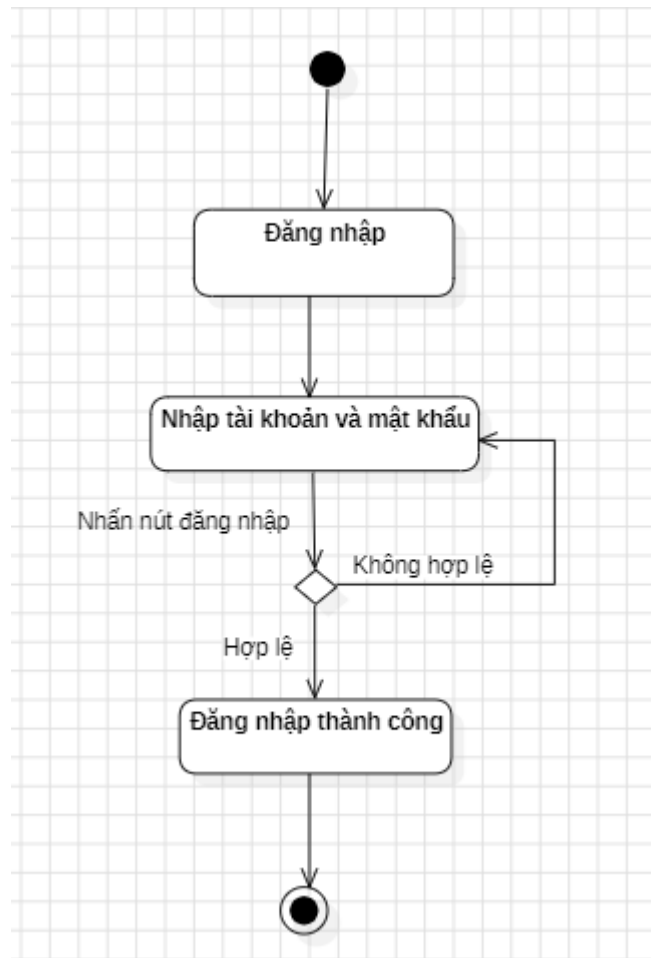 Đăng nhập
Nhập tài khoản và mật khẩu
Nhấn nút đăng nhập
Không hợp lệ
Hợp lệ
Đăng nhập thành công